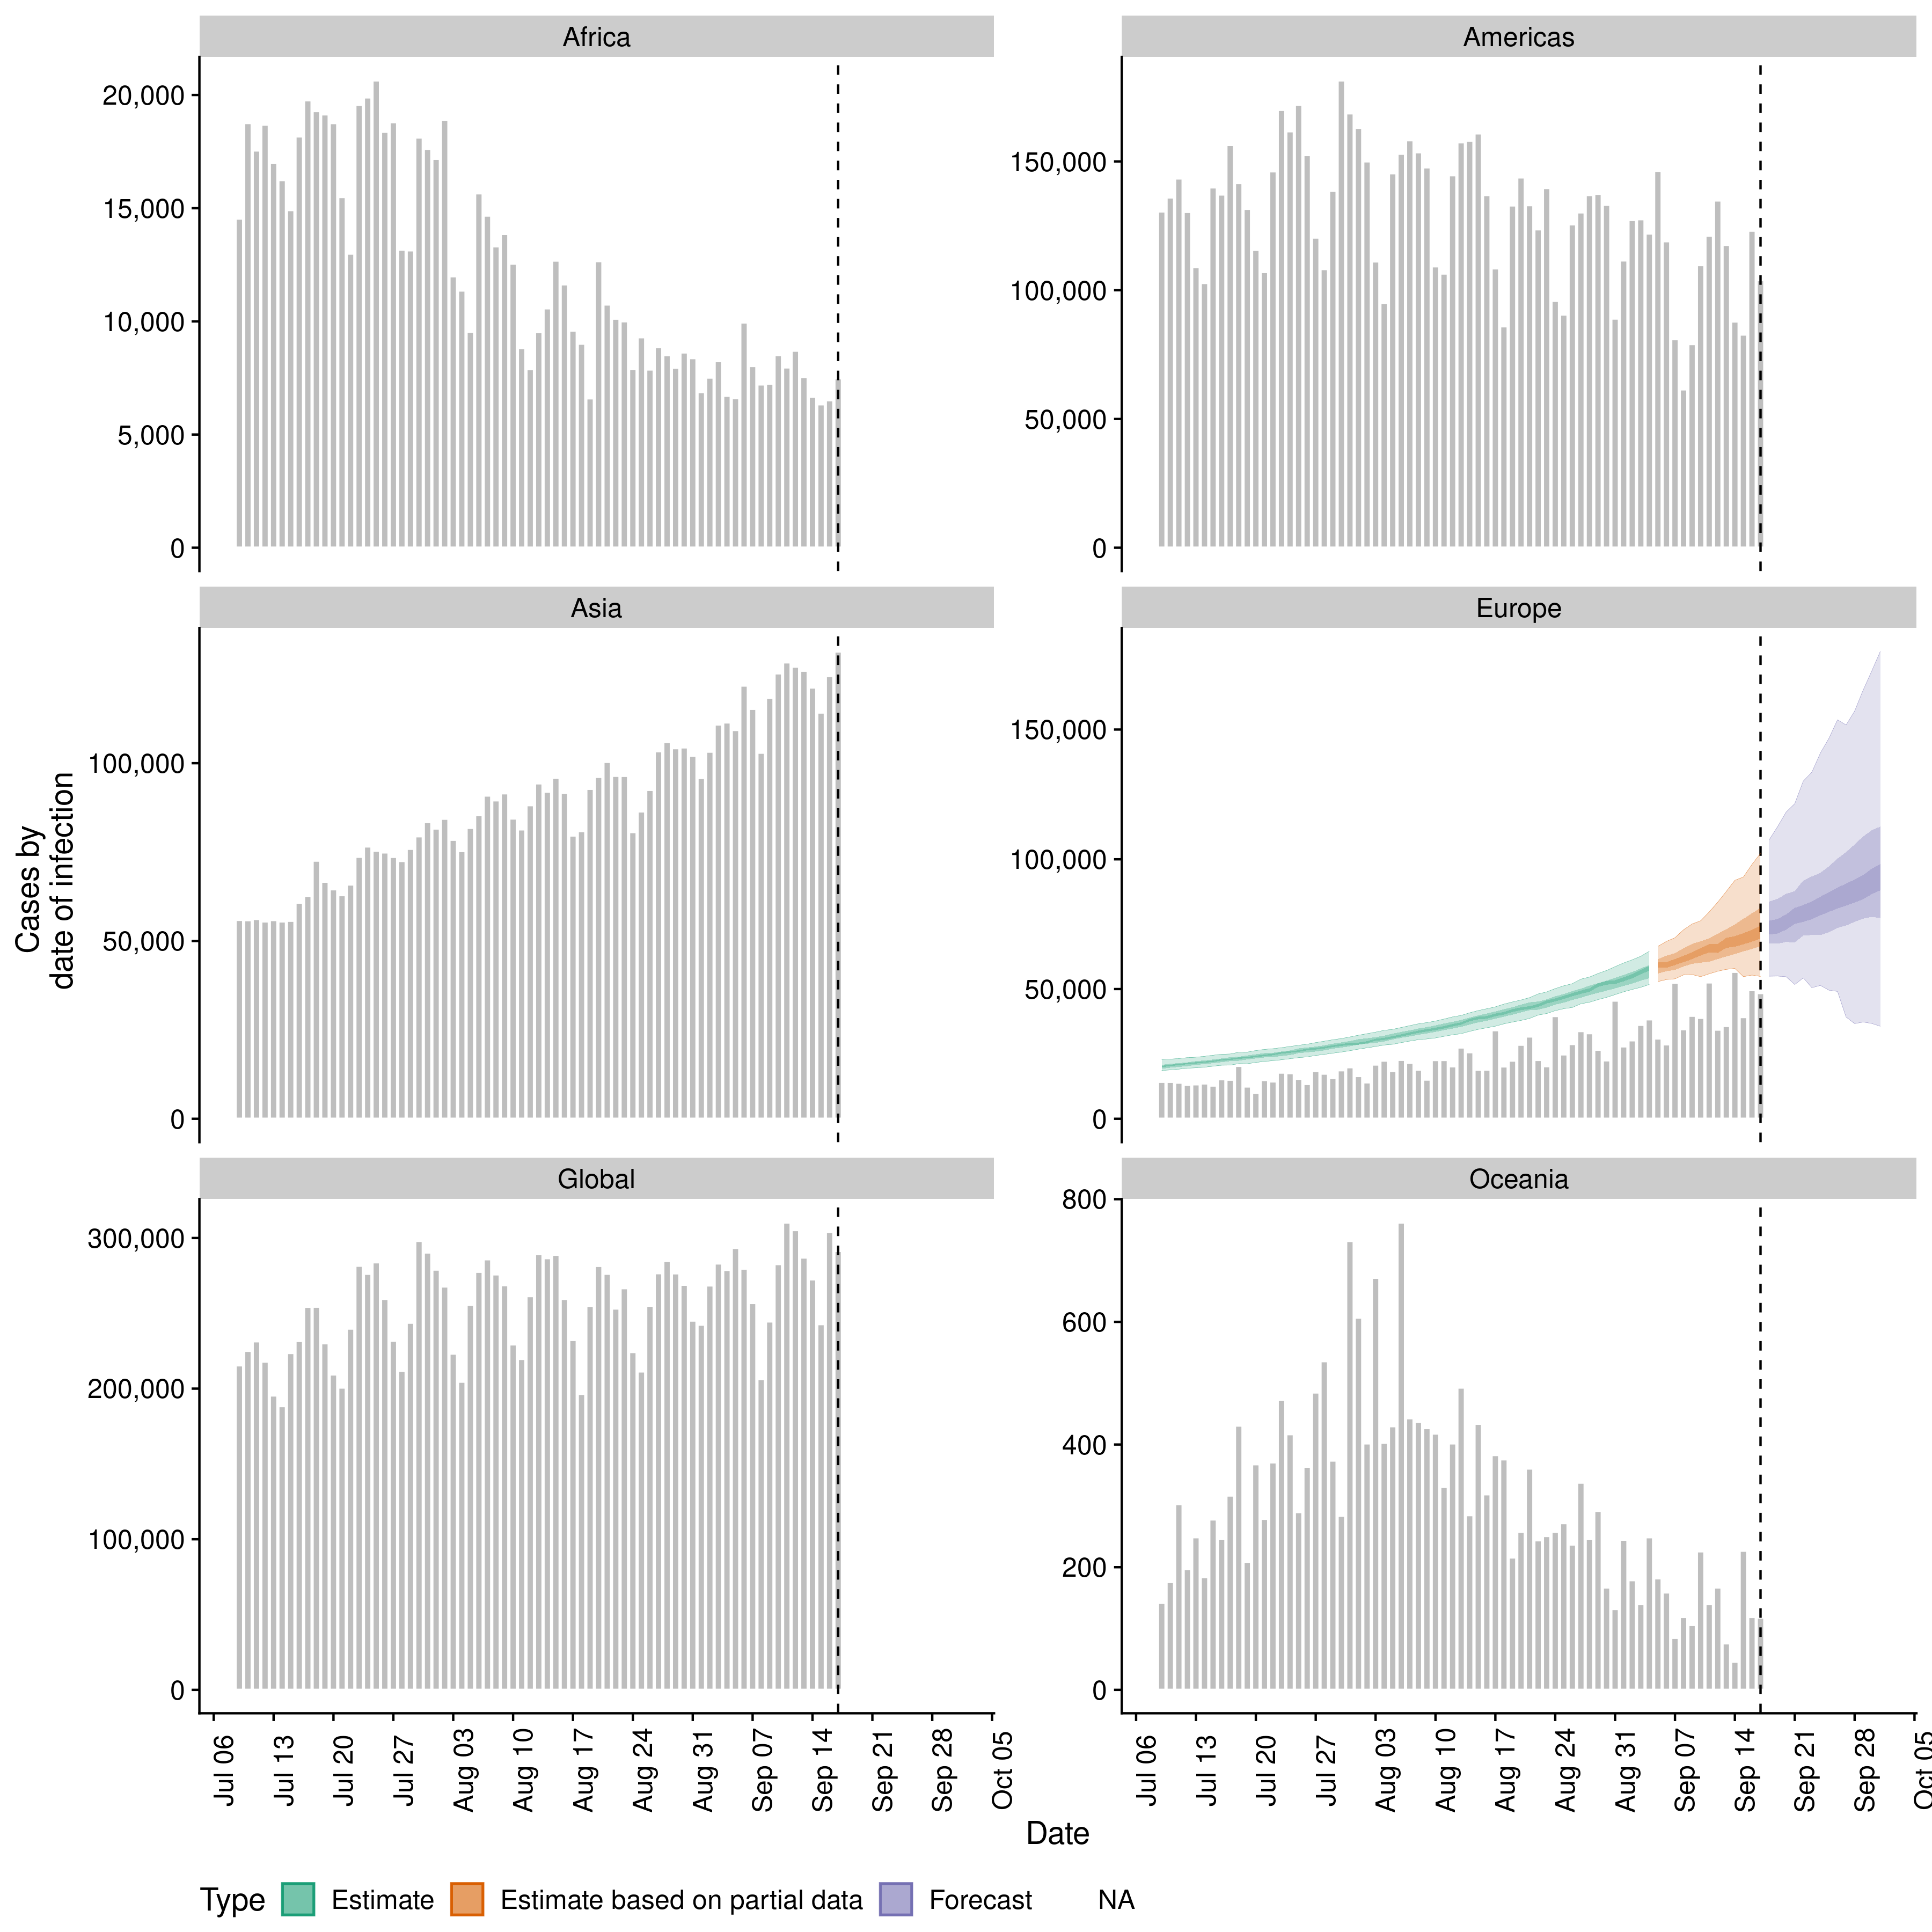 Africa
Americas
20,000
15,000
10,000
5,000
0
150,000
100,000
50,000
0
Asia
Europe
100,000
50,000
0
150,000
100,000
50,000
0
Cases by
date of infection
Global
Oceania
300,000
200,000
100,000
0
800
600
400
200
0
Jul 06
Jul 13
Jul 20
Jul 27
Aug 03
Aug 10
Aug 17
Aug 24
Aug 31
Sep 07
Sep 14
Sep 21
Sep 28
Oct 05
Jul 06
Jul 13
Jul 20
Jul 27
Aug 03
Aug 10
Aug 17
Aug 24
Aug 31
Sep 07
Sep 14
Sep 21
Sep 28
Oct 05
Date
Type Estimate Estimate based on partial data Forecast NA